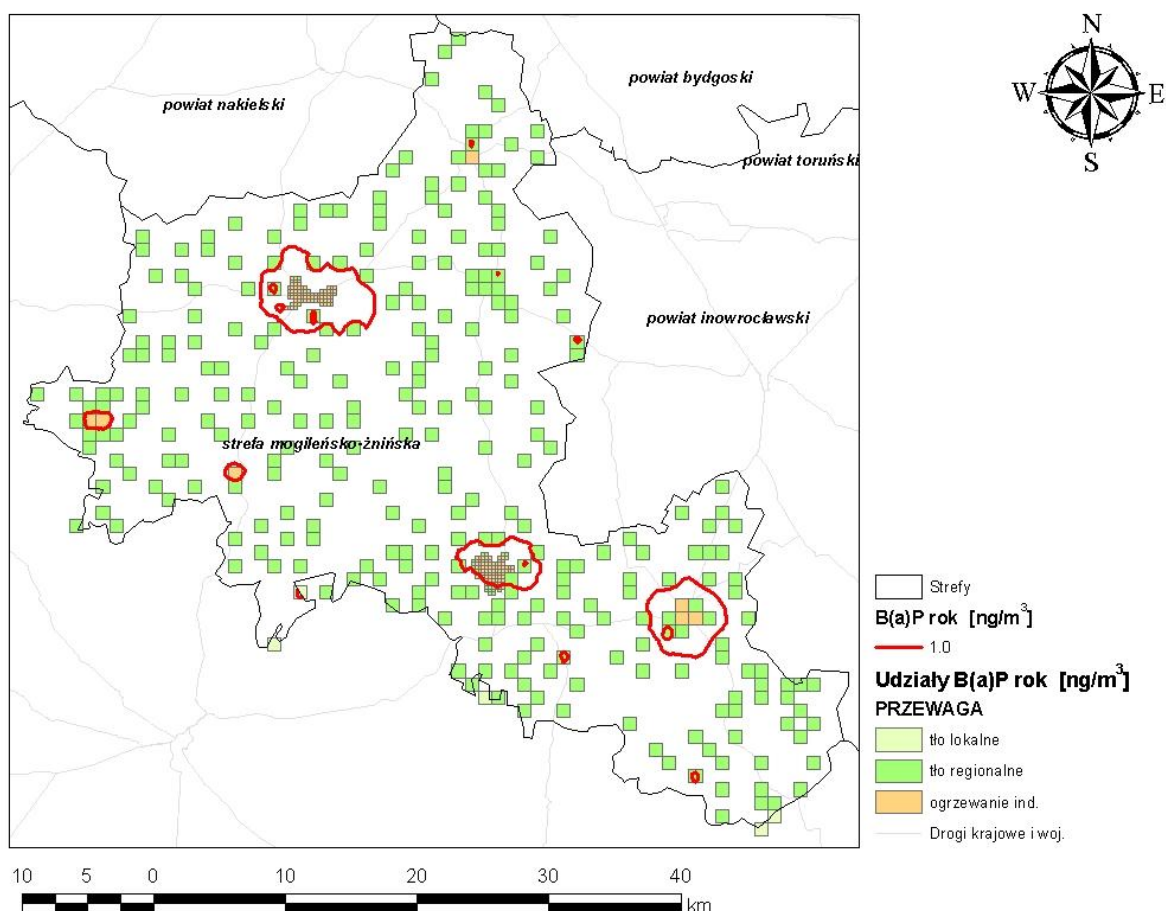 N
W
E
S
powiat bydgoski
powiat nakielski
powiat toruński
powiat inowrocławski
strefa mogileńsko-żnińska
Strefy
B(a)P rok [ng/m³]
1.0
Udziały B(a)P rok [ng/m³]
PRZEWAGA
tło lokalne
tło regionalne
ogrzewanie ind.
Drogi krajowe i woj.
10 5 0 10 20 30 40
km